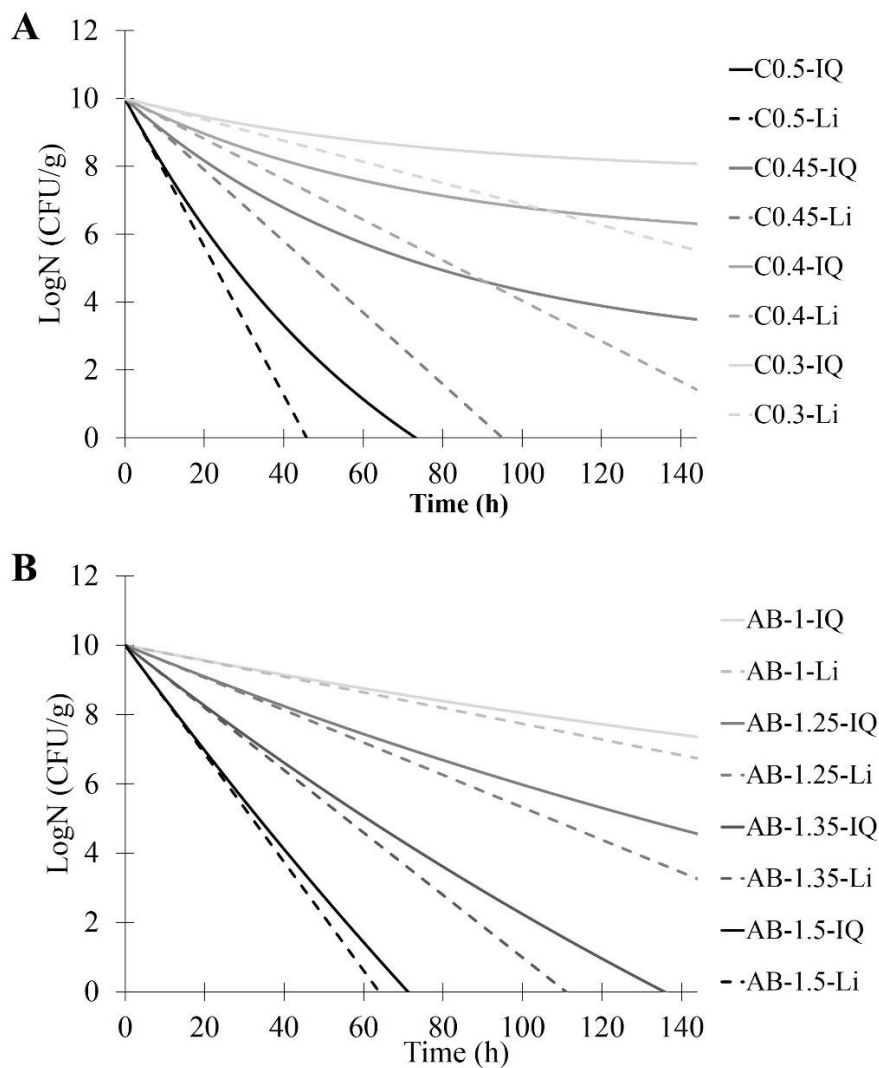 A
12
10
8
6
4
2
0
LogN (CFU/g)
0 20 40 60 80 100 120 140
Time (h)
C0.5-IQ
C0.5-Li
C0.45-IQ
C0.45-Li
C0.4-IQ
C0.4-Li
C0.3-IQ
C0.3-Li
B
12
10
8
6
4
2
0
LogN (CFU/g)
0 20 40 60 80 100 120 140
Time (h)
AB-1-IQ
AB-1-Li
AB-1.25-IQ
AB-1.25-Li
AB-1.35-IQ
AB-1.35-Li
AB-1.5-IQ
AB-1.5-Li